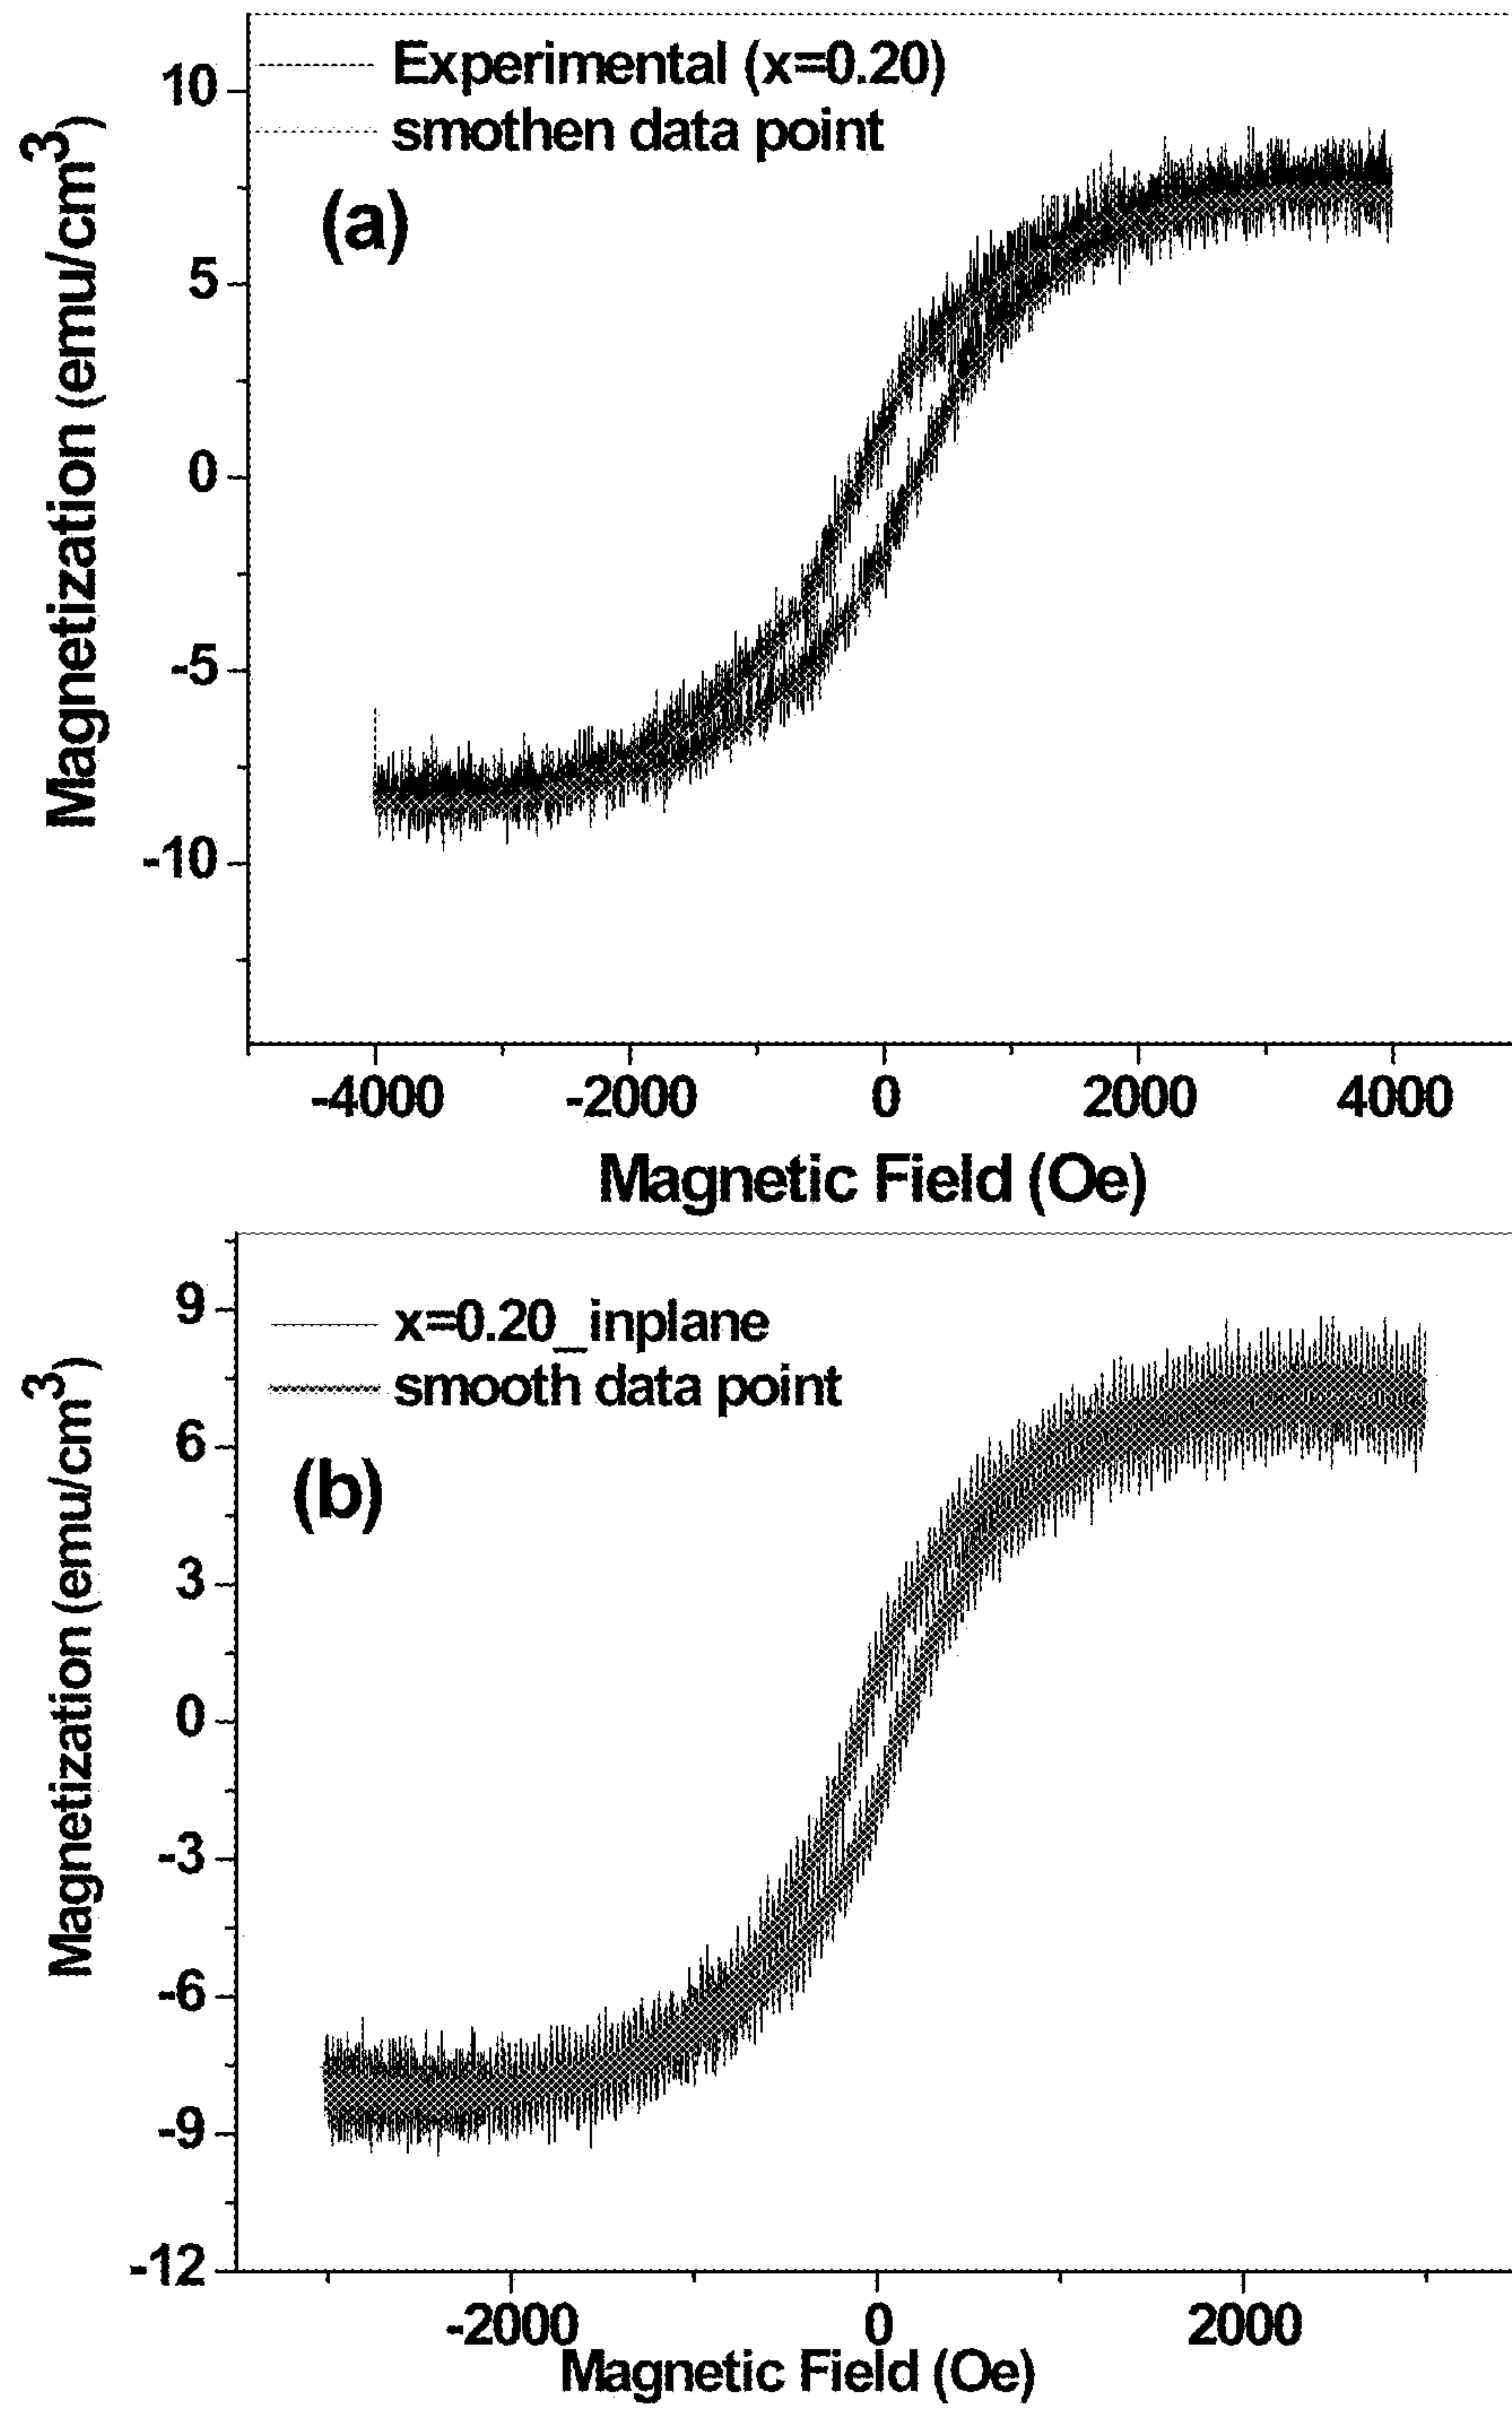 Experimental (x=0.20)
smothen data point
(a)
10
5
0
-5
-10
Magnetization (emu/cm³)
-4000 -2000 0 2000 4000
Magnetic Field (Oe)
x=0.20_inplane
smooth data point
(b)
9
6
3
0
-3
-6
-9
-12
Magnetization (emu/cm³)
-2000 0 2000
Magnetic Field (Oe)